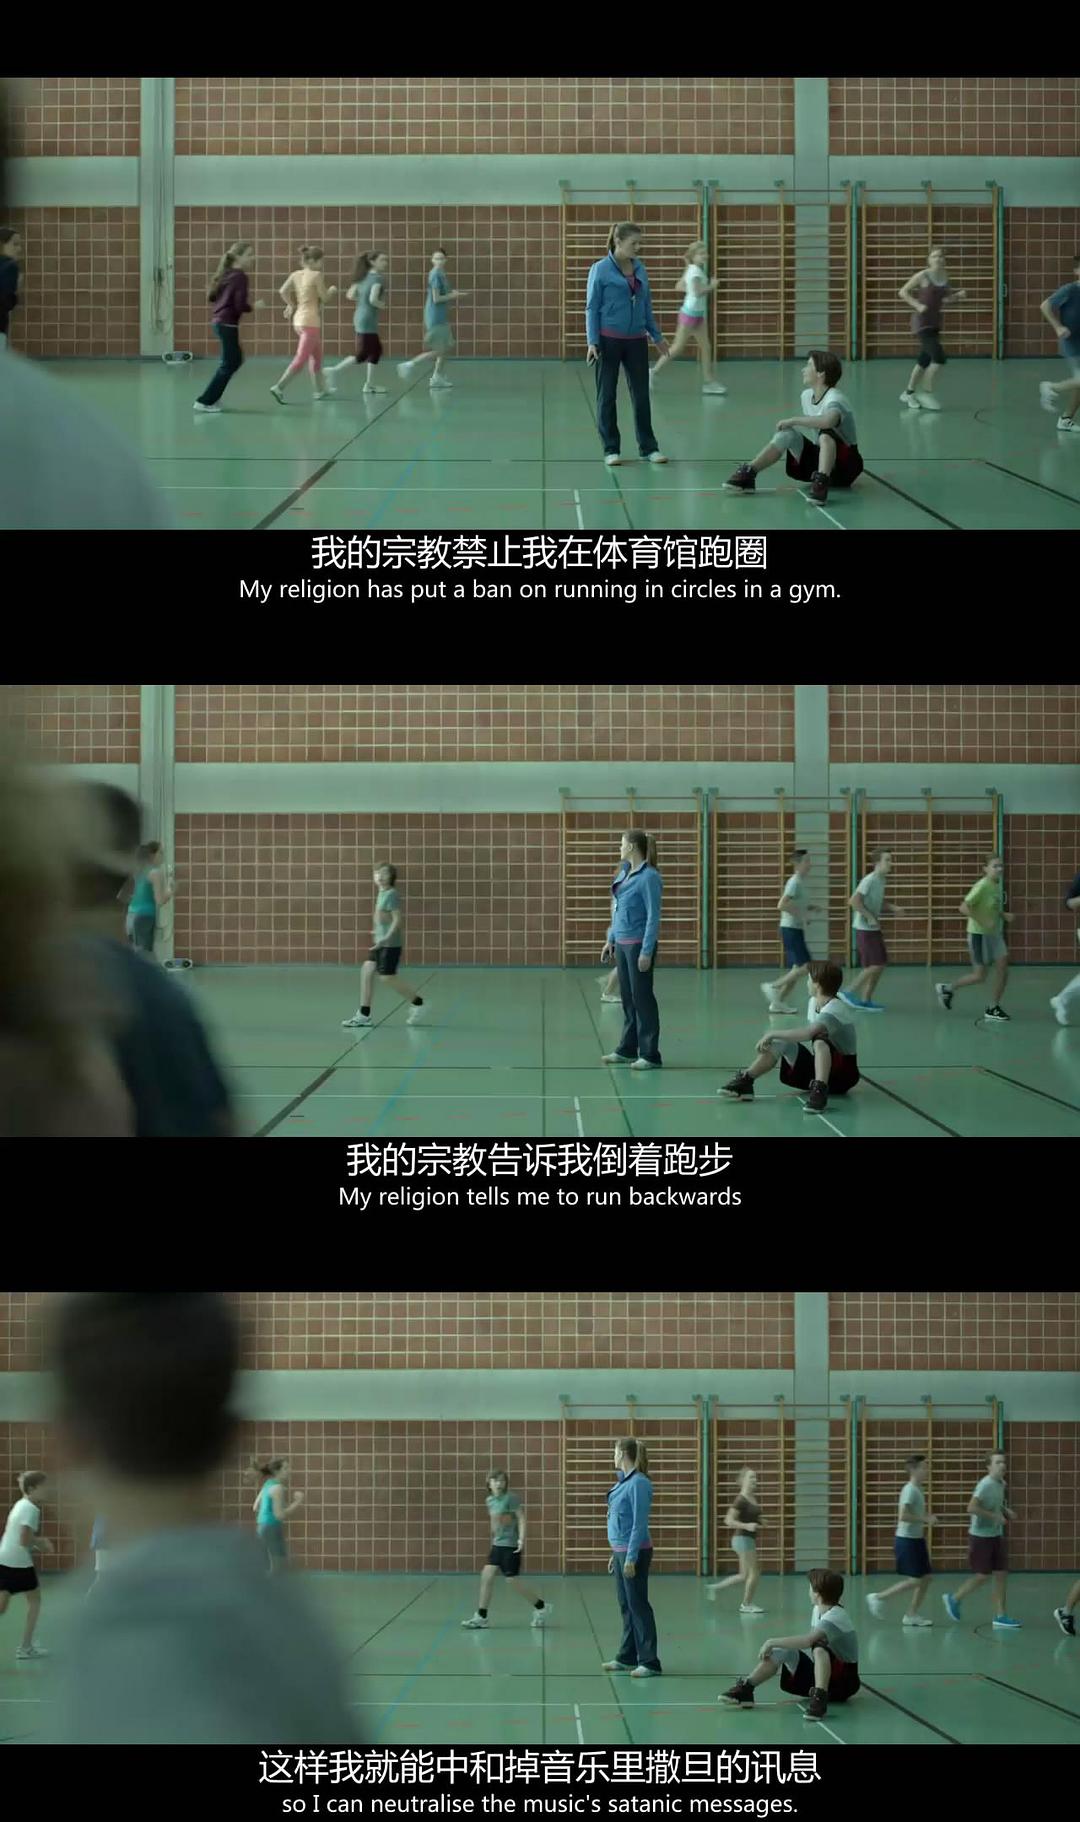 我的宗教禁止我在体育馆跑圈
My religion has put a ban on running in circles in a gym.
我的宗教告诉我倒着跑步
My religion tells me to run backwards
这样我就能中和掉音乐里撒旦的讯息
so I can neutralise the music's satanic messages.